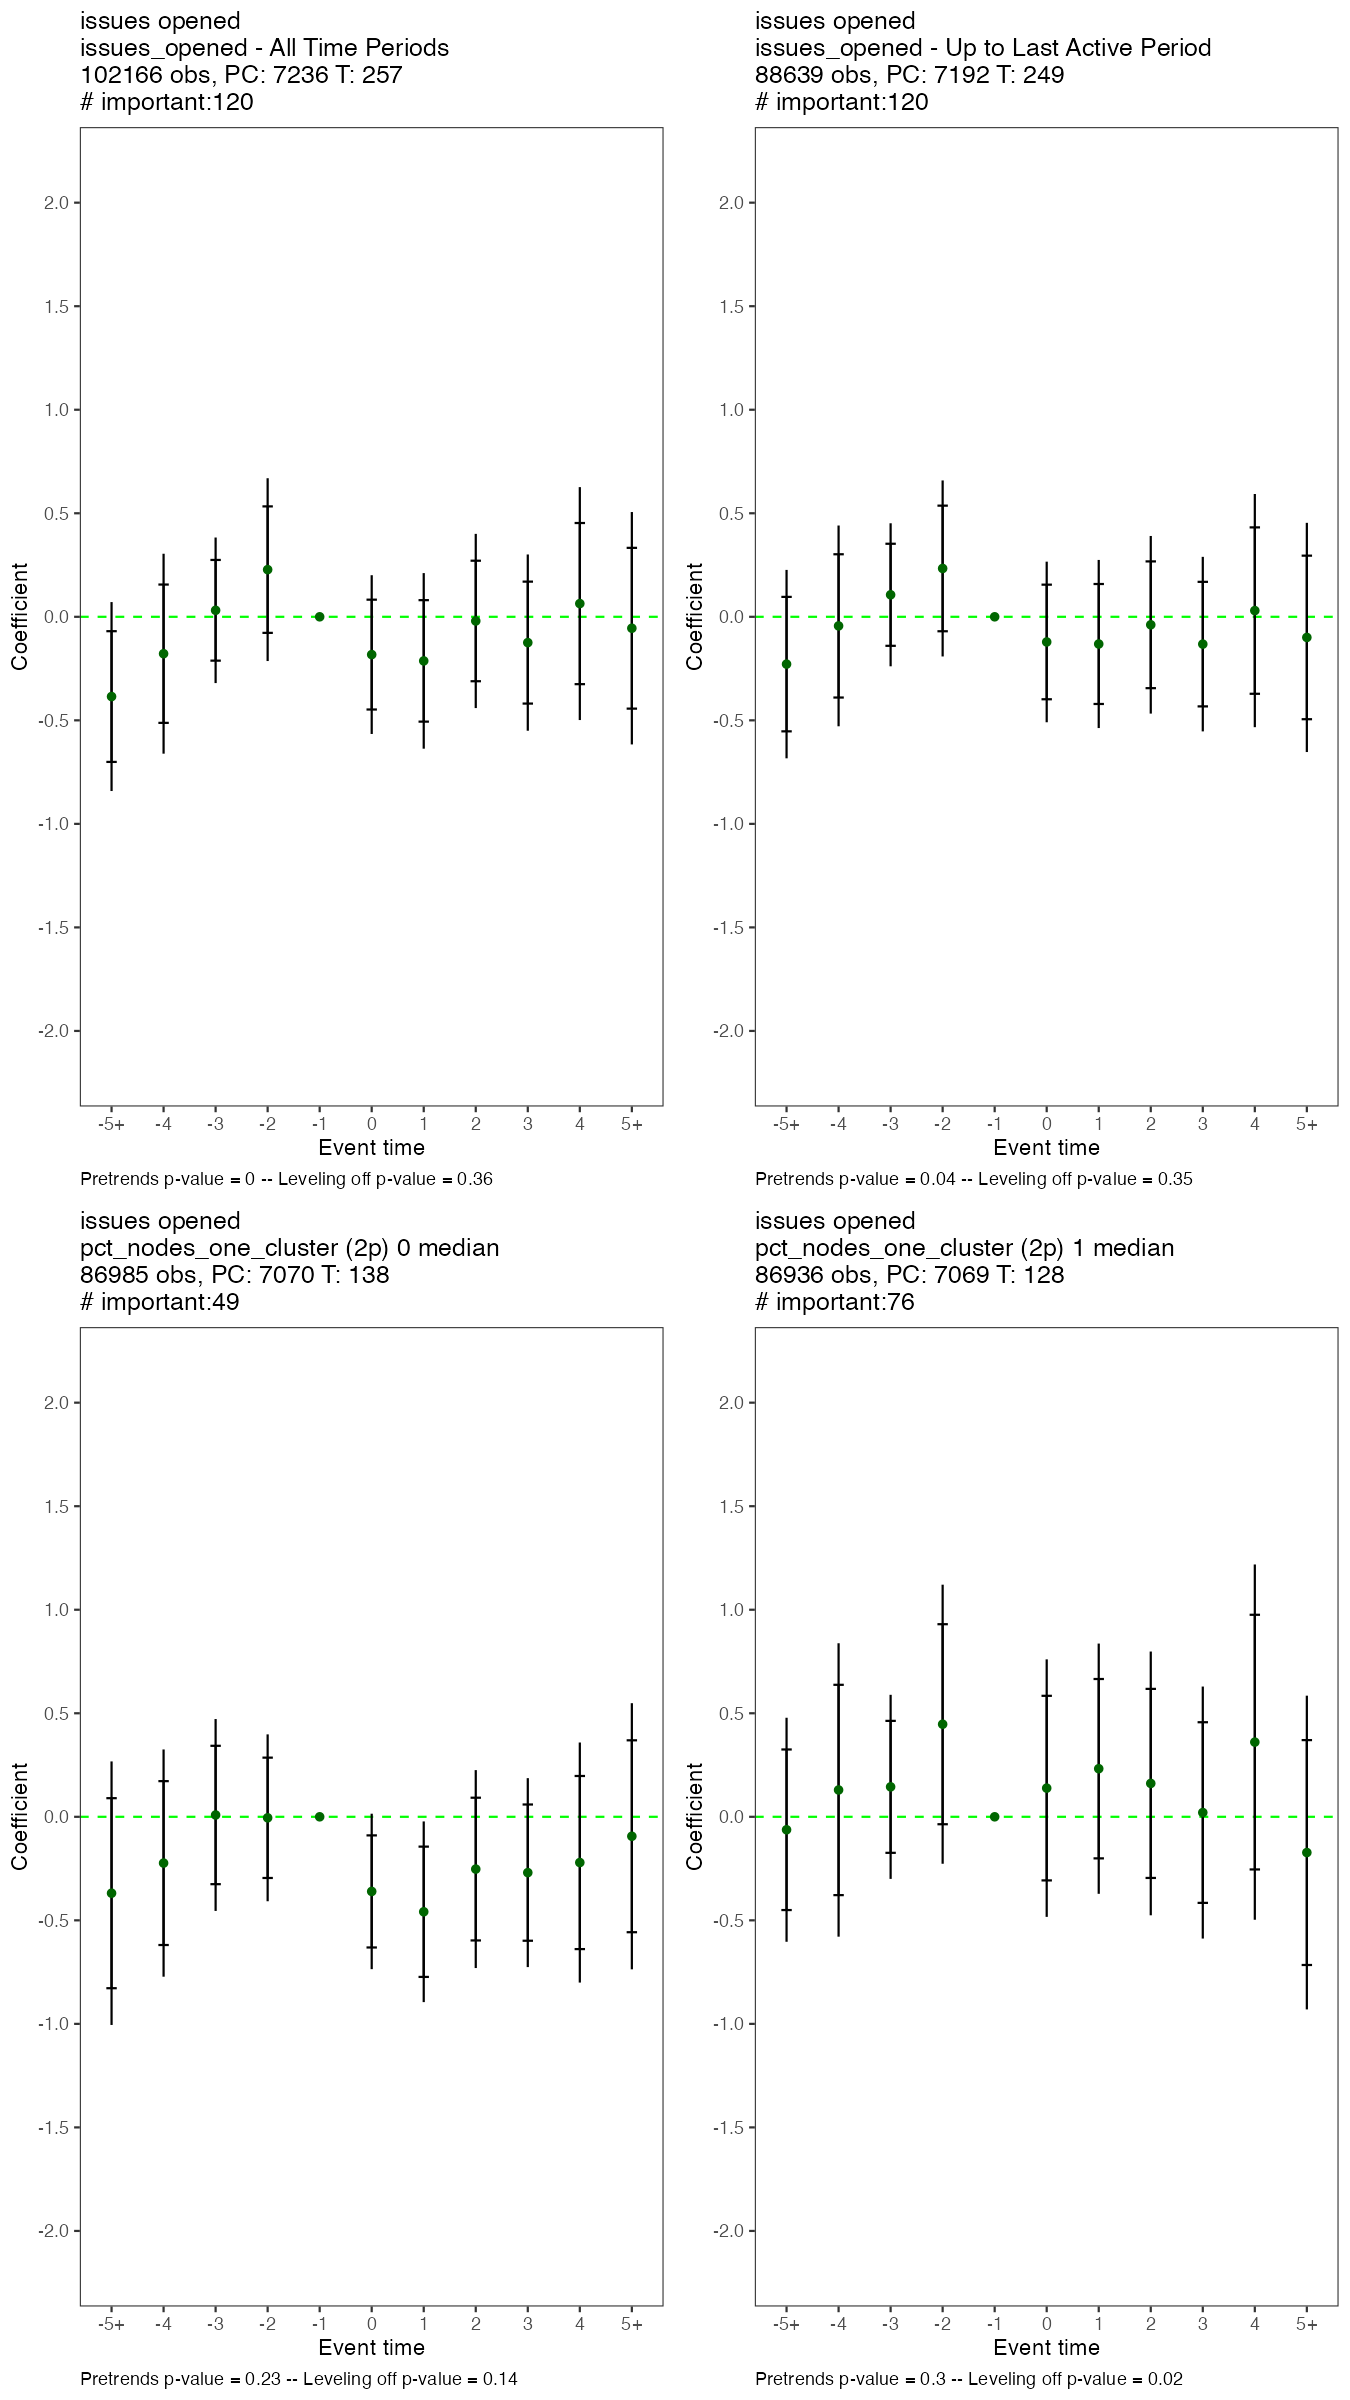 issues opened
issues_opened - All Time Periods
102166 obs, PC: 7236 T: 257
# important:120
2.0
1.5
1.0
0.5
0.0
-0.5
-1.0
-1.5
-2.0
Coefficient
-5+ -4 -3 -2 -1 0 1 2 3 4 5+
Event time
Pretrends p-value = 0 -- Leveling off p-value = 0.36
issues opened
issues_opened - Up to Last Active Period
88639 obs, PC: 7192 T: 249
# important:120
2.0
1.5
1.0
0.5
0.0
-0.5
-1.0
-1.5
-2.0
Coefficient
-5+ -4 -3 -2 -1 0 1 2 3 4 5+
Event time
Pretrends p-value = 0.04 -- Leveling off p-value = 0.35
issues opened
pct_nodes_one_cluster (2p) 0 median
86985 obs, PC: 7070 T: 138
# important:49
2.0
1.5
1.0
0.5
0.0
-0.5
-1.0
-1.5
-2.0
Coefficient
-5+ -4 -3 -2 -1 0 1 2 3 4 5+
Event time
Pretrends p-value = 0.23 -- Leveling off p-value = 0.14
issues opened
pct_nodes_one_cluster (2p) 1 median
86936 obs, PC: 7069 T: 128
# important:76
2.0
1.5
1.0
0.5
0.0
-0.5
-1.0
-1.5
-2.0
Coefficient
-5+ -4 -3 -2 -1 0 1 2 3 4 5+
Event time
Pretrends p-value = 0.3 -- Leveling off p-value = 0.02